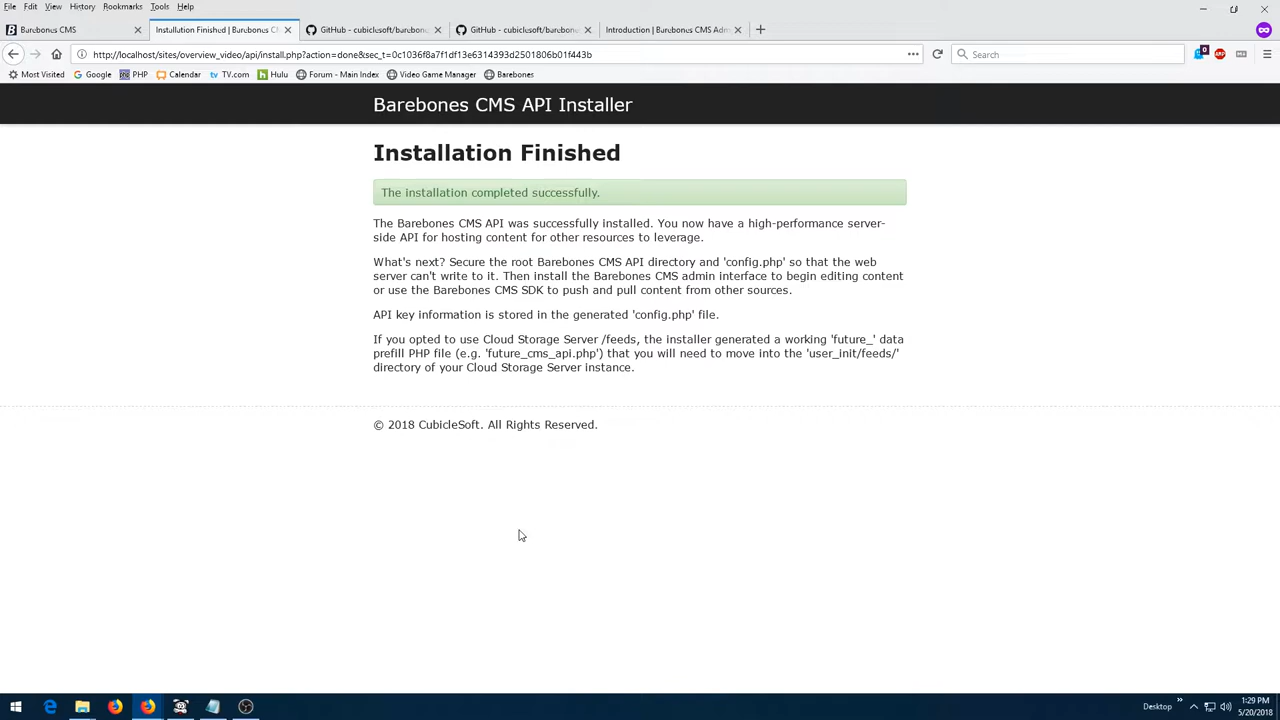 File Edit View History Bookmarks Tools Help
Barebones CMS
Installation Finished | Barebones C
GitHub - cubiclesoft/barebon
GitHub - cubiclesoft/barebone
Introduction | Barebones CMS Adm
http://localhost/sites/overview_video/api/install.php?action=done&sec_t=0c1036f8a7f1df13e6314393d2501806b01f443b
Search
0
ABP
Most Visited Google PHP Calendar tv TV.com h Hulu Forum - Main Index Video Game Manager Barebones
Barebones CMS API Installer
Installation Finished
The installation completed successfully.
The Barebones CMS API was successfully installed. You now have a high-performance server-
side API for hosting content for other resources to leverage.
What's next? Secure the root Barebones CMS API directory and 'config.php' so that the web
server can't write to it. Then install the Barebones CMS admin interface to begin editing content
or use the Barebones CMS SDK to push and pull content from other sources.
API key information is stored in the generated 'config.php' file.
If you opted to use Cloud Storage Server /feeds, the installer generated a working 'future_' data
prefill PHP file (e.g. 'future_cms_api.php') that you will need to move into the 'user_init/feeds/'
directory of your Cloud Storage Server instance.
© 2018 CubicleSoft. All Rights Reserved.
Desktop
1:29 PM
5/20/2018